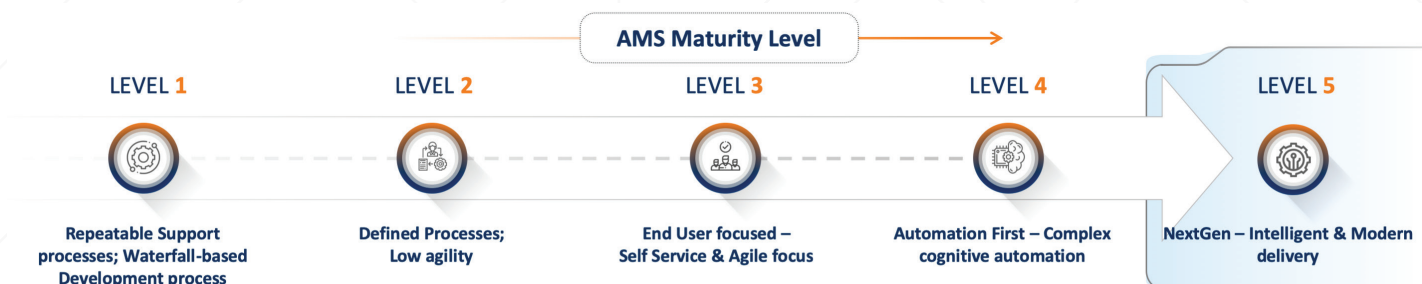 AMS Maturity Level
LEVEL 1
LEVEL 2
LEVEL 3
LEVEL 4
LEVEL 5
Repeatable Support
processes; Waterfall-based
Development process
Defined Processes;
Low agility
End User focused –
Self Service & Agile focus
Automation First – Complex
cognitive automation
NextGen – Intelligent & Modern
delivery